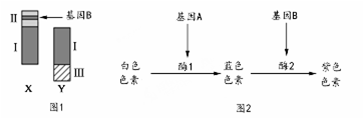 Ⅱ 基因B
Ⅰ Ⅰ
Ⅲ
X Y
图1
基因A 基因B
白色色素 酶1 蓝色色素 酶2 紫色色素
图2